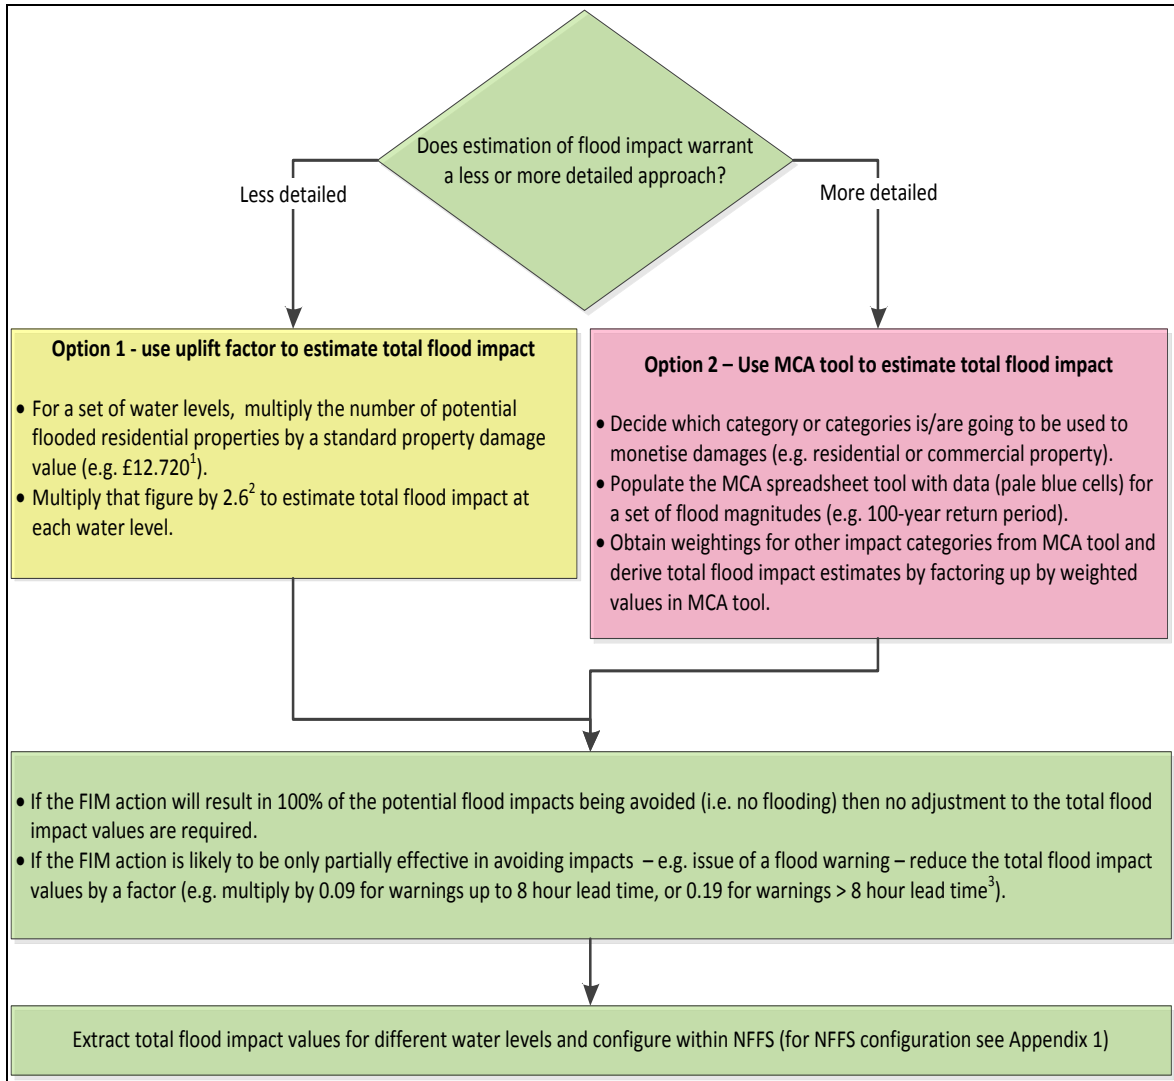 Does estimation of flood impact warrant
a less or more detailed approach?
Less detailed
More detailed
Option 1 - use uplift factor to estimate total flood impact
• For a set of water levels, multiply the number of potential
flooded residential properties by a standard property damage
value (e.g. £12.720¹).
• Multiply that figure by 2.6² to estimate total flood impact at
each water level.
Option 2 – Use MCA tool to estimate total flood impact
• Decide which category or categories is/are going to be used to
monetise damages (e.g. residential or commercial property).
• Populate the MCA spreadsheet tool with data (pale blue cells) for
a set of flood magnitudes (e.g. 100-year return period).
• Obtain weightings for other impact categories from MCA tool and
derive total flood impact estimates by factoring up by weighted
values in MCA tool.
• If the FIM action will result in 100% of the potential flood impacts being avoided (i.e. no flooding) then no adjustment to the total flood
impact values are required.
• If the FIM action is likely to be only partially effective in avoiding impacts – e.g. issue of a flood warning – reduce the total flood impact
values by a factor (e.g. multiply by 0.09 for warnings up to 8 hour lead time, or 0.19 for warnings > 8 hour lead time³).
Extract total flood impact values for different water levels and configure within NFFS (for NFFS configuration see Appendix 1)